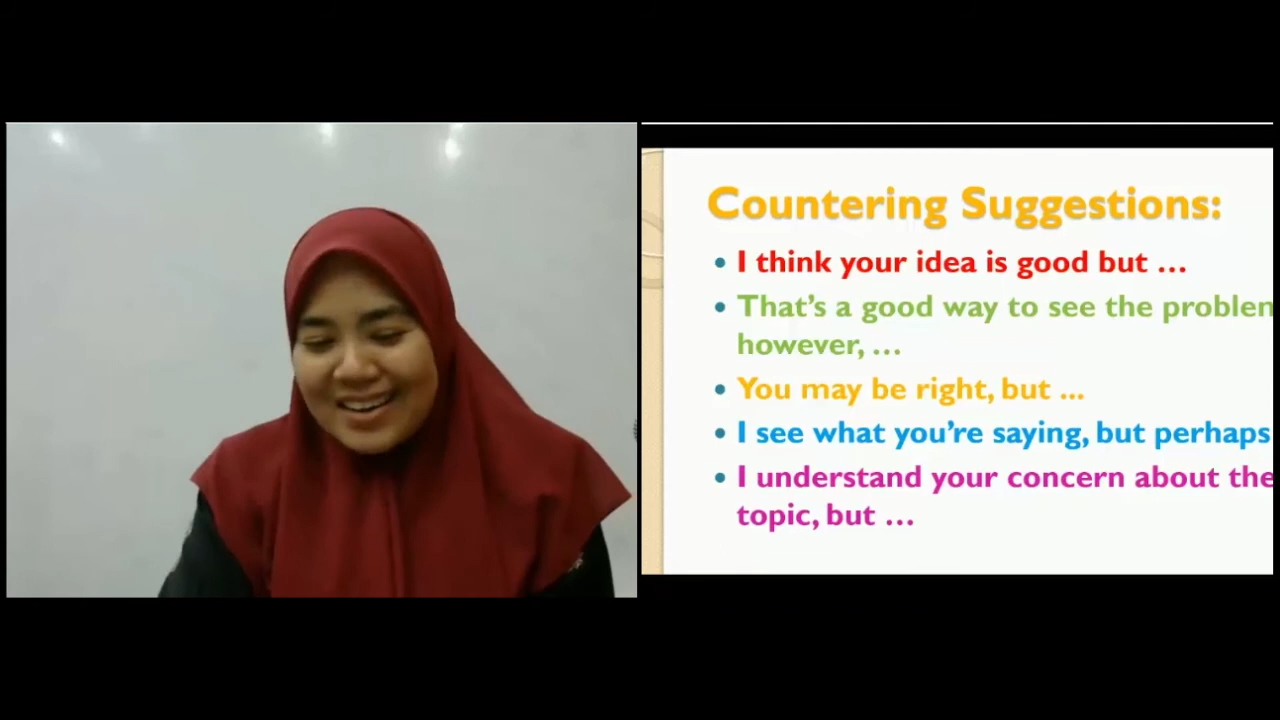 Countering Suggestions:
• I think your idea is good but ...
• That's a good way to see the
however, ...
• You may be right, but ...
• I see what you're saying, but perhaps
• I understand your concern about the
topic, but ...